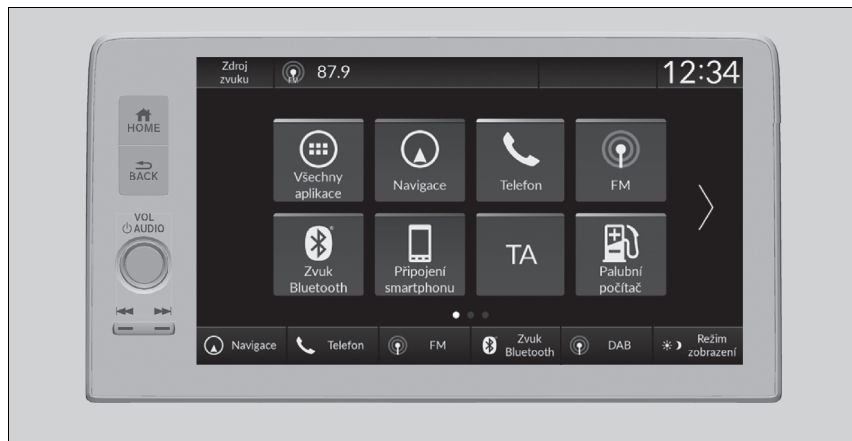 Zdroj
zvuku
FM
87.9
12:34
HOME
BACK
VOL
AUDIO
Všechny
aplikace
Navigace
Telefon
FM
Zvuk
Bluetooth
Připojení
smartphonu
TA
Palubní
počítač
Navigace
Telefon
FM
Zvuk
Bluetooth
DAB
Režim
zobrazení